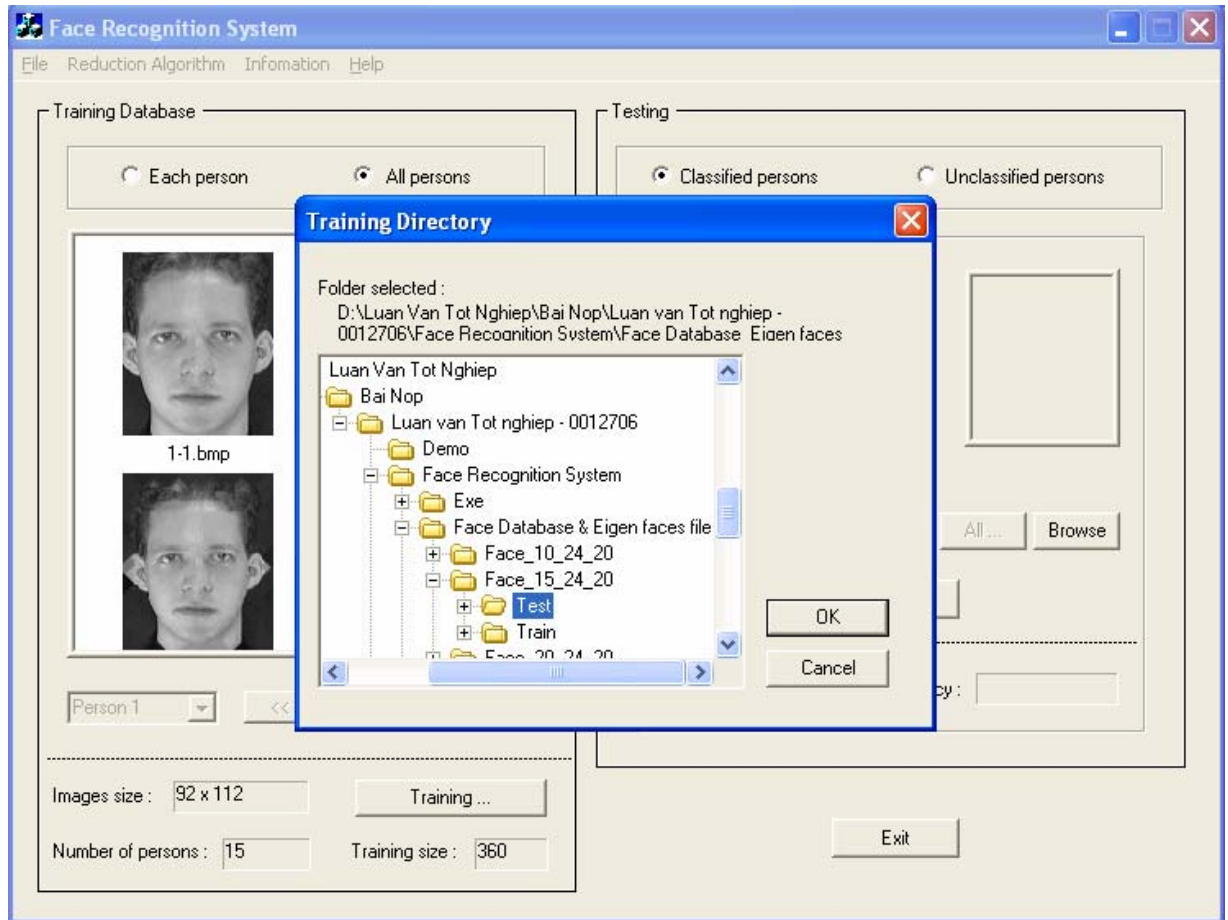 Face Recognition System
File Reduction Algorithm Infomation Help
Training Database
Each person All persons
1-1.bmp
Person 1 <<
Images size : 92 x 112 Training ...
Number of persons : 15 Training size : 360
Testing
Classified persons Unclassified persons
All ... Browse
cy :
Exit
Training Directory
Folder selected :
D:\Luan Van Tot Nghiep\Bai Nop\Luan van Tot nghiep -
0012706\Face Recognition System\Face Database Eigen faces
Luan Van Tot Nghiep
Bai Nop
Luan van Tot nghiep - 0012706
Demo
Face Recognition System
Exe
Face Database & Eigen faces file
Face_10_24_20
Face_15_24_20
Test
Train
Face_20_24_20
OK
Cancel